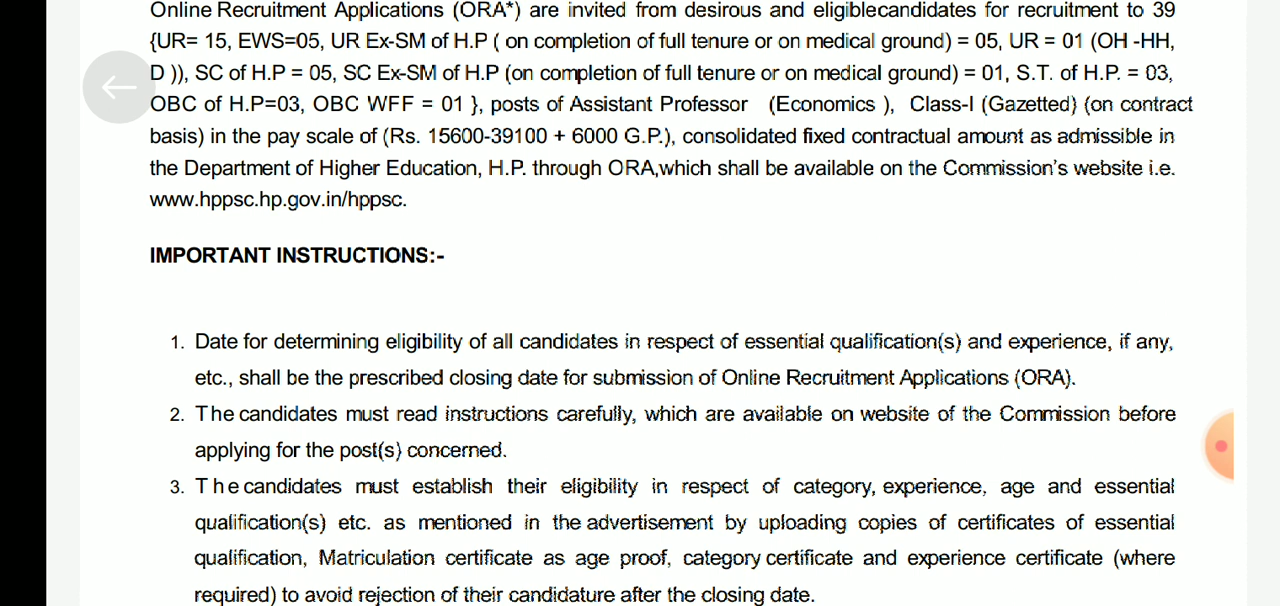 Online Recruitment Applications (ORA*) are invited from desirous and eligiblecandidates for recruitment to 39
{UR= 15, EWS=05, UR Ex-SM of H.P ( on completion of full tenure or on medical ground) = 05, UR = 01 (OH -HH,
D )), SC of H.P = 05, SC Ex-SM of H.P (on completion of full tenure or on medical ground) = 01, S.T. of H.P. = 03,
OBC of H.P=03, OBC WFF = 01 }, posts of Assistant Professor (Economics ), Class-I (Gazetted) (on contract
basis) in the pay scale of (Rs. 15600-39100 + 6000 G.P.), consolidated fixed contractual amount as admissible in
the Department of Higher Education, H.P. through ORA,which shall be available on the Commission's website i.e.
www.hppsc.hp.gov.in/hppsc.
IMPORTANT INSTRUCTIONS:-
1. Date for determining eligibility of all candidates in respect of essential qualification(s) and experience, if any,
etc., shall be the prescribed closing date for submission of Online Recruitment Applications (ORA).
2. The candidates must read instructions carefully, which are available on website of the Commission before
applying for the post(s) concerned.
3. The candidates must establish their eligibility in respect of category, experience, age and essential
qualification(s) etc. as mentioned in the advertisement by uploading copies of certificates of essential
qualification, Matriculation certificate as age proof, category certificate and experience certificate (where
required) to avoid rejection of their candidature after the closing date.